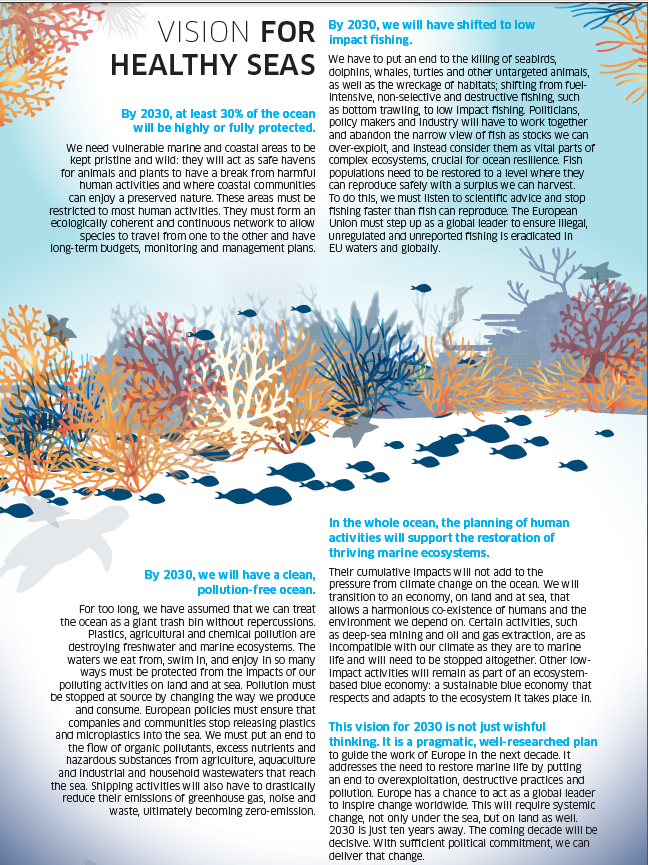 VISION FOR
HEALTHY SEAS
By 2030, at least 30% of the ocean
will be highly or fully protected.
We need vulnerable marine and coastal areas to be
kept pristine and wild: they will act as safe havens
for animals and plants to have a break from harmful
human activities and where coastal communities
can enjoy a preserved nature. These areas must be
restricted to most human activities. They must form an
ecologically coherent and continuous network to allow
species to travel from one to the other and have
long-term budgets, monitoring and management plans.
By 2030, we will have shifted to low
impact fishing.
We have to put an end to the killing of seabirds,
dolphins, whales, turtles and other untargeted animals,
as well as the wreckage of habitats; shifting from fuel-
intensive, non-selective and destructive fishing, such
as bottom trawling, to low impact fishing. Politicians,
policy makers and industry will have to work together
and abandon the narrow view of fish as stocks we can
over-exploit, and instead consider them as vital parts of
complex ecosystems, crucial for ocean resilience. Fish
populations need to be restored to a level where they
can reproduce safely with a surplus we can harvest.
To do this, we must listen to scientific advice and stop
fishing faster than fish can reproduce. The European
Union must step up as a global leader to ensure illegal,
unregulated and unreported fishing is eradicated in
EU waters and globally.
By 2030, we will have a clean,
pollution-free ocean.
For too long, we have assumed that we can treat
the ocean as a giant trash bin without repercussions.
Plastics, agricultural and chemical pollution are
destroying freshwater and marine ecosystems. The
waters we eat from, swim in, and enjoy in so many
ways must be protected from the impacts of our
polluting activities on land and at sea. Pollution must
be stopped at source by changing the way we produce
and consume. European policies must ensure that
companies and communities stop releasing plastics
and microplastics into the sea. We must put an end to
the flow of organic pollutants, excess nutrients and
hazardous substances from agriculture, aquaculture
and industrial and household wastewaters that reach
the sea. Shipping activities will also have to drastically
reduce their emissions of greenhouse gas, noise and
waste, ultimately becoming zero-emission.
In the whole ocean, the planning of human
activities will support the restoration of
thriving marine ecosystems.
Their cumulative impacts will not add to the
pressure from climate change on the ocean. We will
transition to an economy, on land and at sea, that
allows a harmonious co-existence of humans and the
environment we depend on. Certain activities, such
as deep-sea mining and oil and gas extraction, are as
incompatible with our climate as they are to marine
life and will need to be stopped altogether. Other low-
impact activities will remain as part of an ecosystem-
based blue economy: a sustainable blue economy that
respects and adapts to the ecosystem it takes place in.
This vision for 2030 is not just wishful
thinking. It is a pragmatic, well-researched plan
to guide the work of Europe in the next decade. It
addresses the need to restore marine life by putting
an end to overexploitation, destructive practices and
pollution. Europe has a chance to act as a global leader
to inspire change worldwide. This will require systemic
change, not only under the sea, but on land as well.
2030 is just ten years away. The coming decade will be
decisive. With sufficient political commitment, we can
deliver that change.